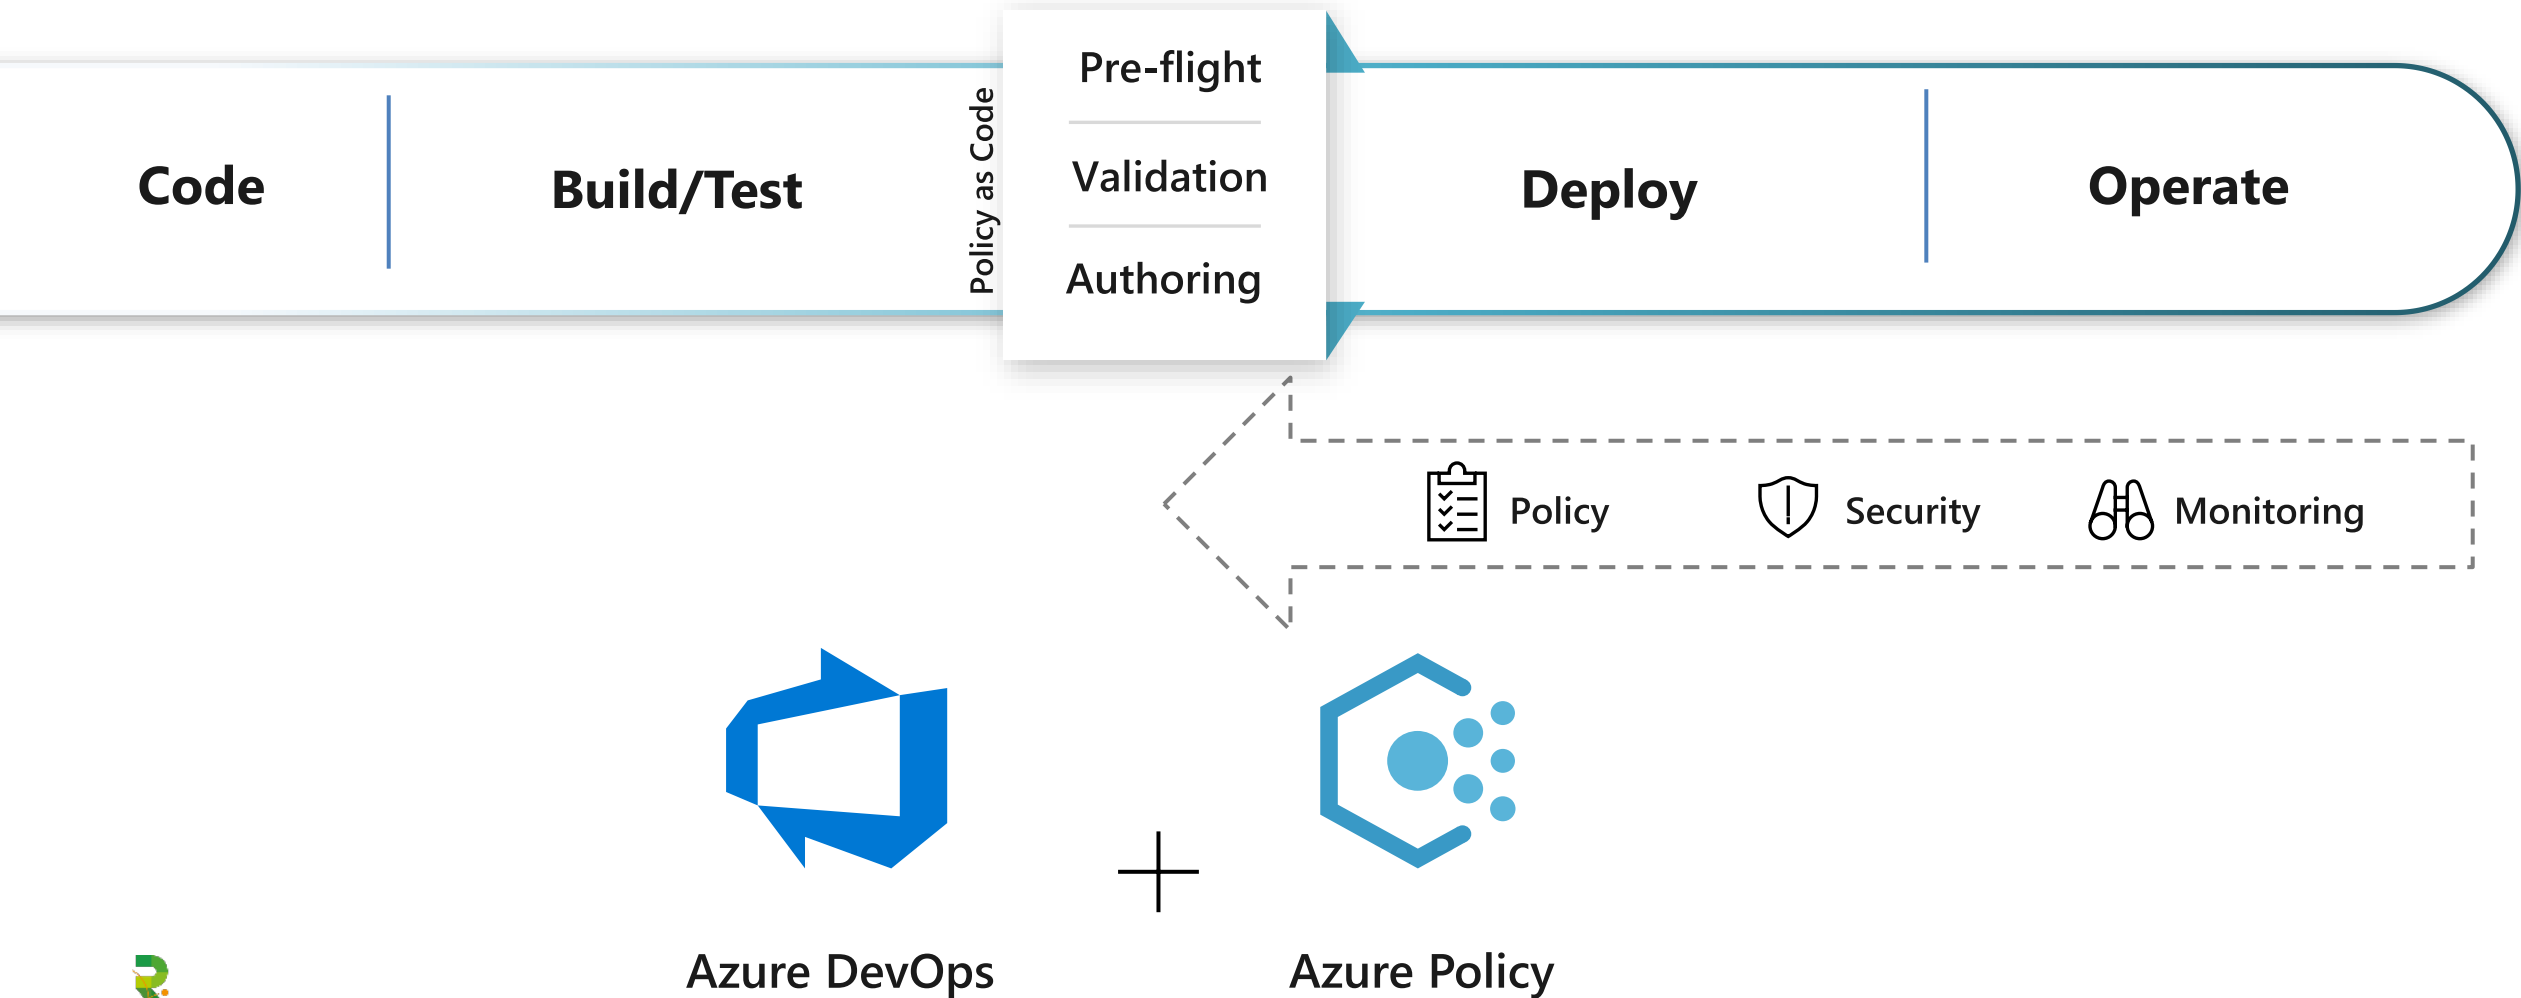 Code
Build/Test
Policy as Code
Pre-flight
Validation
Authoring
Deploy
Operate
Policy
Security
Monitoring
Azure DevOps
Azure Policy